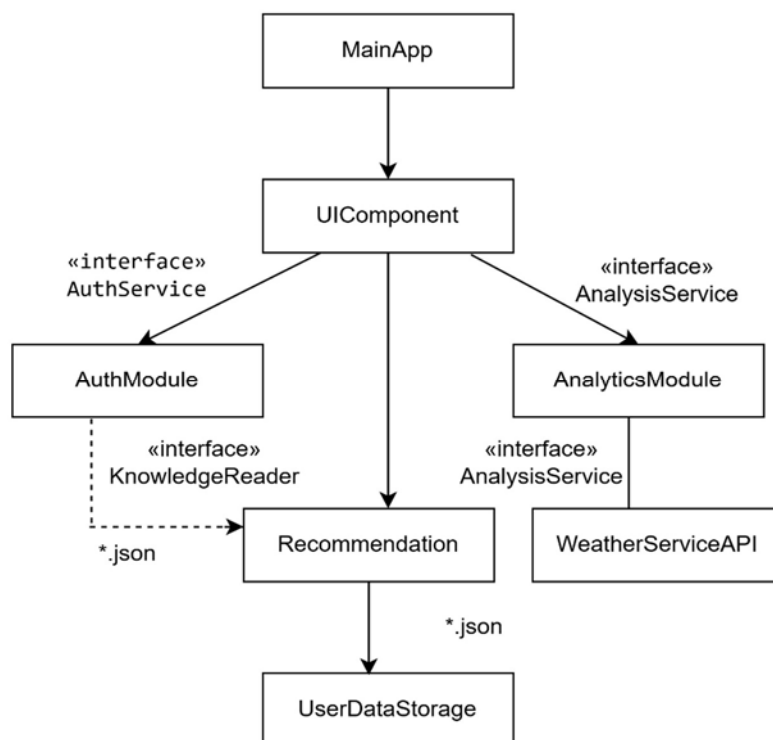 MainApp
UIComponent
«interface»
AuthService
«interface»
AnalysisService
AuthModule
AnalyticsModule
«interface»
KnowledgeReader
«interface»
AnalysisService
*.json
Recommendation
WeatherServiceAPI
*.json
UserDataStorage